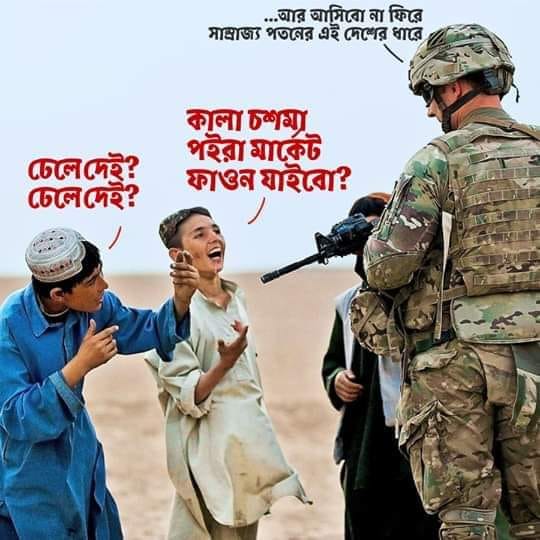 ...আর আসিবো না ফিরে
সাম্রাজ্য পতনের এই দেশের ধারে
কালা চশমা
পইরা মার্কেট
ফাওন যাইবো?
ঢেলে দেই?
ঢেলে দেই?